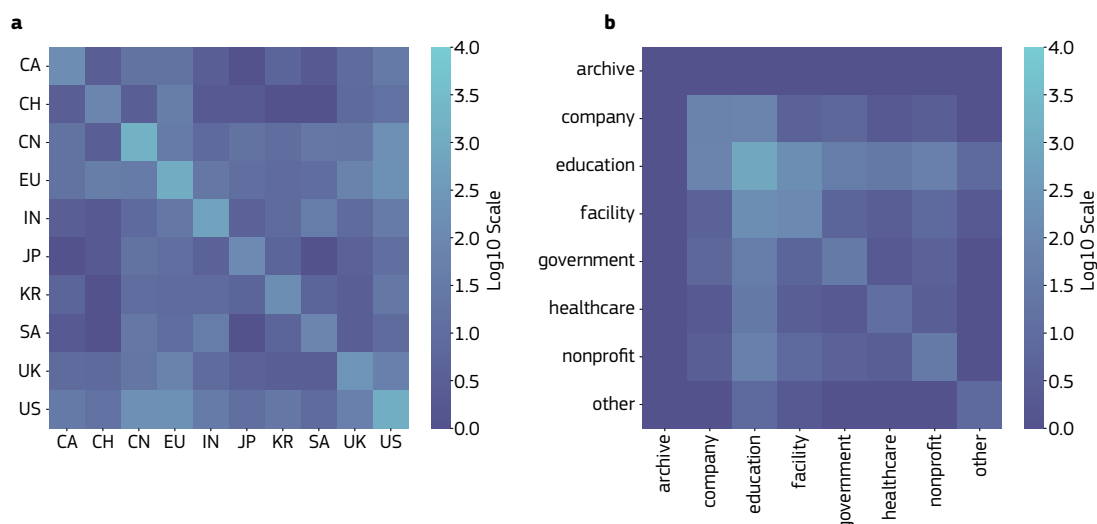 a
CA
CH
CN
EU
IN
JP
KR
SA
UK
US
CA CH CN EU IN JP KR SA UK US
4.0
3.5
3.0
2.5
2.0
1.5
1.0
0.5
0.0
Log10 Scale
b
archive
company
education
facility
government
healthcare
nonprofit
other
archive
company
education
facility
government
healthcare
nonprofit
other
4.0
3.5
3.0
2.5
2.0
1.5
1.0
0.5
0.0
Log10 Scale